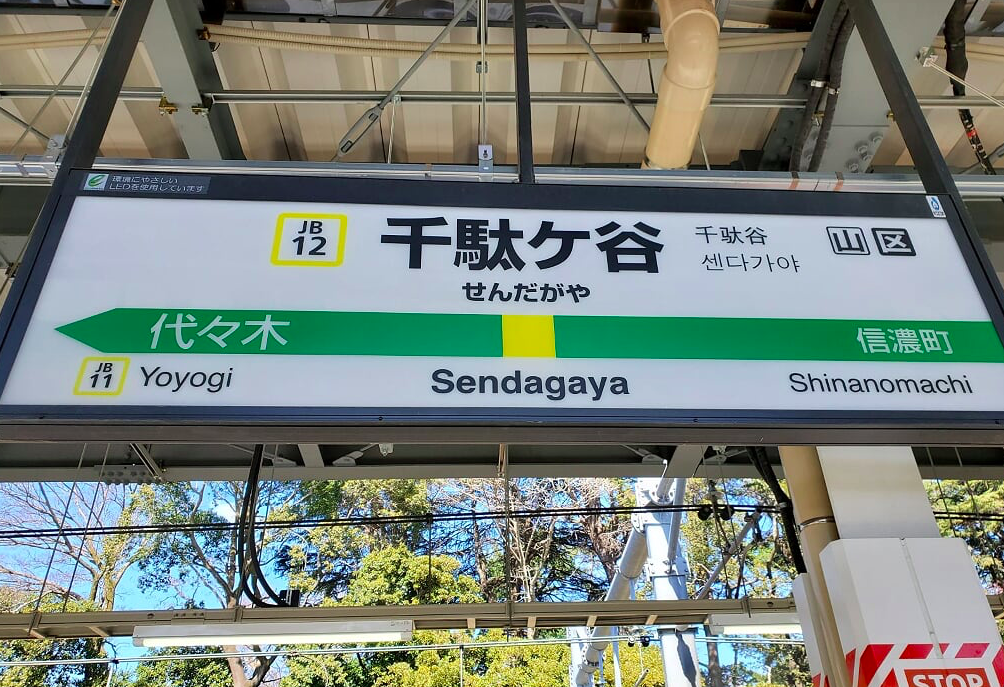 環境にやさしい
LEDを使用しています
JB
12
千駄ケ谷
せんだがや
千驮谷
센다가야
山 区
代々木
信濃町
JB
11
Yoyogi
Sendagaya
Shinanomachi
STOP